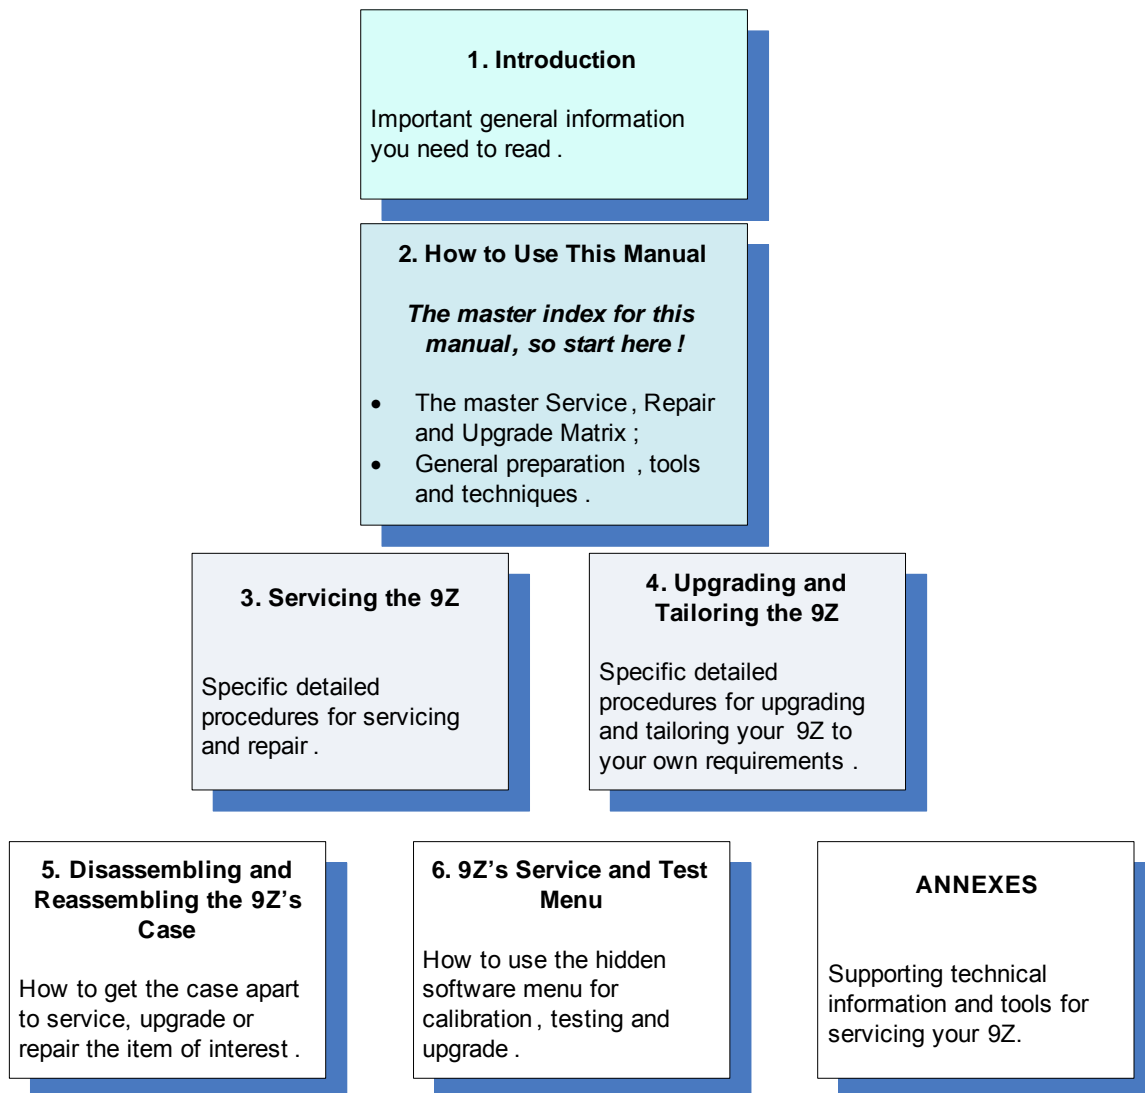 1. Introduction
Important general information
you need to read .
2. How to Use This Manual
The master index for this
manual, so start here !
• The master Service , Repair
and Upgrade Matrix ;
• General preparation , tools
and techniques .
3. Servicing the 9Z
Specific detailed
procedures for servicing
and repair .
4. Upgrading and
Tailoring the 9Z
Specific detailed
procedures for upgrading
and tailoring your 9Z to
your own requirements .
5. Disassembling and
Reassembling the 9Z’s
Case
How to get the case apart
to service, upgrade or
repair the item of interest .
6. 9Z’s Service and Test
Menu
How to use the hidden
software menu for
calibration , testing and
upgrade .
ANNEXES
Supporting technical
information and tools for
servicing your 9Z.